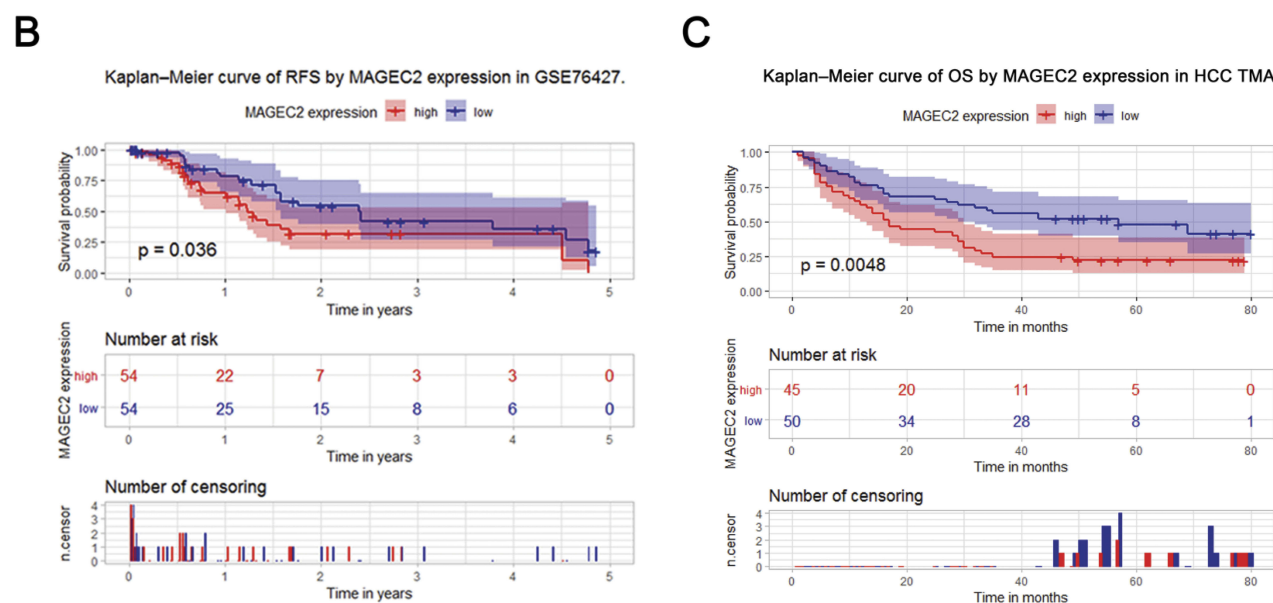 B
Kaplan–Meier curve of RFS by MAGEC2 expression in GSE76427.
MAGEC2 expression high low
Survival probability
1.00
0.75
0.50
0.25
0.00
p = 0.036
0 1 2 3 4 5
Time in years
Number at risk
MAGEC2 expression
high 54 22 7 3 3 0
low 54 25 15 8 6 0
0 1 2 3 4 5
Time in years
Number of censoring
n.censor
4
3
2
1
0
0 1 2 3 4 5
Time in years
C
Kaplan–Meier curve of OS by MAGEC2 expression in HCC TMA
MAGEC2 expression high low
Survival probability
1.00
0.75
0.50
0.25
0.00
p = 0.0048
0 20 40 60 80
Time in months
Number at risk
MAGEC2 expression
high 45 20 11 5 0
low 50 34 28 8 1
0 20 40 60 80
Time in months
Number of censoring
n.censor
4
3
2
1
0
0 20 40 60 80
Time in months